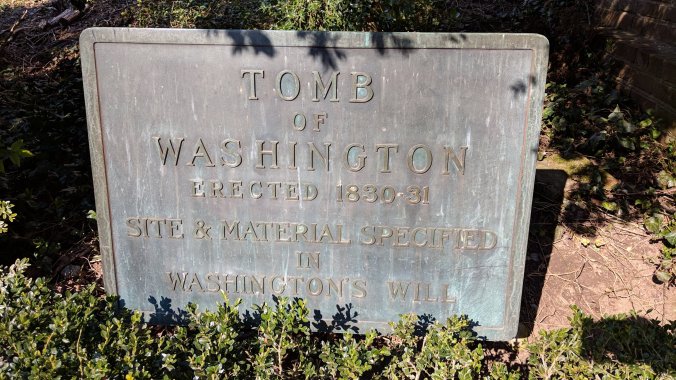 TOMB
OF
WASHINGTON
ERECTED 1830-31
SITE & MATERIAL SPECIFIED
IN
WASHINGTON'S WILL